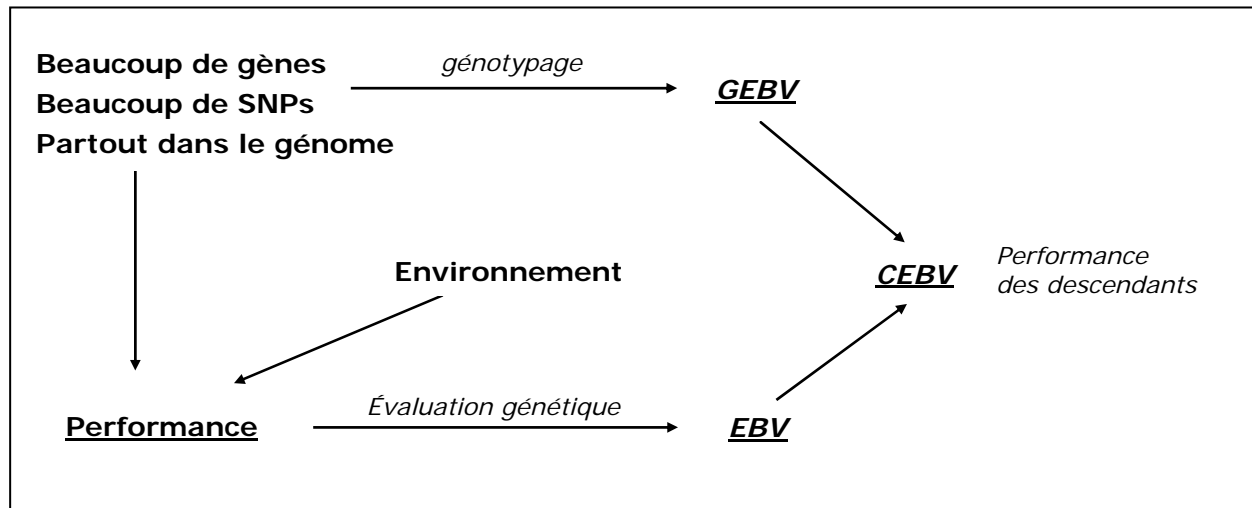 Beaucoup de gènes
Beaucoup de SNPs
Partout dans le génome
génotypage
GEBV
Environnement
CEBV
Performance
des descendants
Performance
Évaluation génétique
EBV